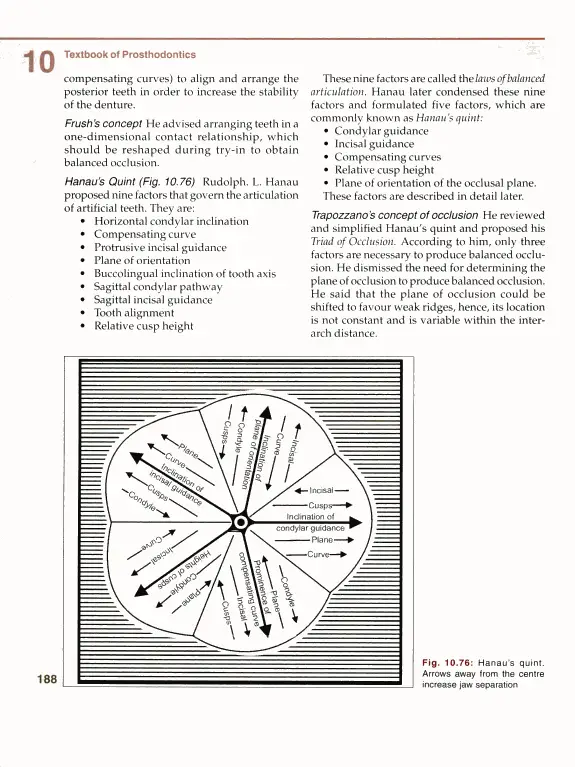 10
Textbook of Prosthodontics
compensating curves) to align and arrange the
posterior teeth in order to increase the stability
of the denture.
Frush's concept He advised arranging teeth in a
one-dimensional contact relationship, which
should be reshaped during try-in to obtain
balanced occlusion.
Hanau's Quint (Fig. 10.76) Rudolph. L. Hanau
proposed nine factors that govern the articulation
of artificial teeth. They are:
• Horizontal condylar inclination
• Compensating curve
• Protrusive incisal guidance
• Plane of orientation
• Buccolingual inclination of tooth axis
• Sagittal condylar pathway
• Sagittal incisal guidance
• Tooth alignment
• Relative cusp height
These nine factors are called the laws of balanced
articulation. Hanau later condensed these nine
factors and formulated five factors, which are
commonly known as Hanau's quint:
• Condylar guidance
• Incisal guidance
• Compensating curves
• Relative cusp height
• Plane of orientation of the occlusal plane.
These factors are described in detail later.
Trapozzano's concept of occlusion He reviewed
and simplified Hanau's quint and proposed his
Triad of Occlusion. According to him, only three
factors are necessary to produce balanced occlu-
sion. He dismissed the need for determining the
plane of occlusion to produce balanced occlusion.
He said that the plane of occlusion could be
shifted to favour weak ridges, hence, its location
is not constant and is variable within the inter-
arch distance.
Cusps
Condyle
plane of orientation
Inclination of
Curve
Incisal
Plane
Curve
Inclination of
incisal guidance
Cusps
Condyle
Incisal
Cusps
Inclination of
condylar guidance
Plane
Curve
Curve
Incisal
Heights of cusps
Condyle
Plane
Cusps
Incisal
compensating curve
Prominence of
Plane
Condyle
Fig. 10.76: Hanau's quint.
Arrows away from the centre
increase jaw separation
188